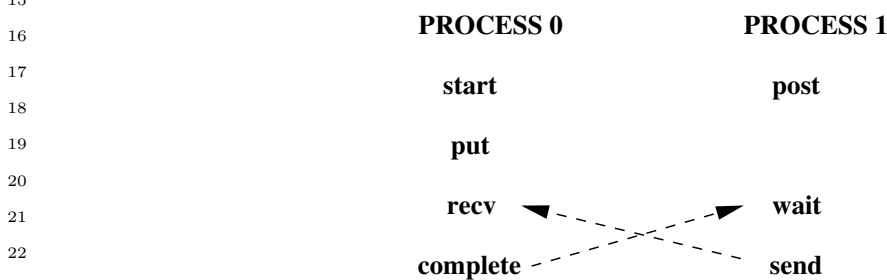 15
PROCESS 0 PROCESS 1
16
17
start post
18
19
put
20
recv wait
21
22
complete send